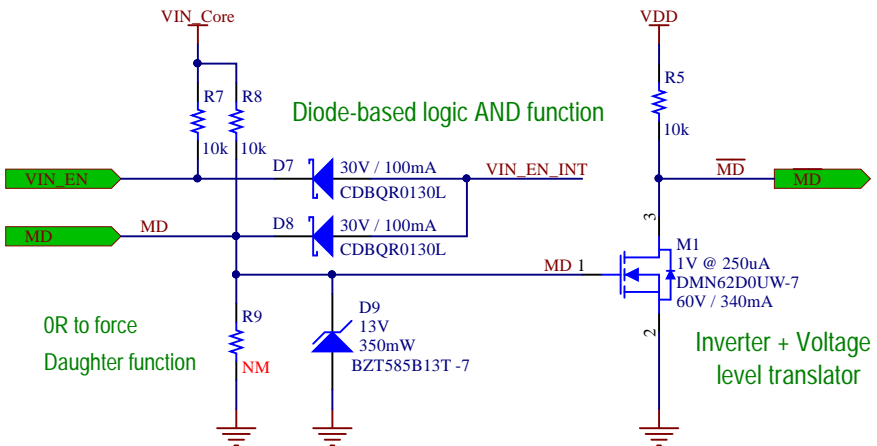 VIN_Core
VDD
R7
R8
R5
Diode-based logic AND function
10k
10k
10k
D7
30V / 100mA
VIN_EN_INT
MD
MD
VIN_EN
CDBQR0130L
MD
MD
D8
30V / 100mA
CDBQR0130L
3
M1
MD
1
1V @ 250uA
DMN62D0UW-7
60V / 340mA
D9
13V
350mW
BZT585B13T -7
R9
NM
2
0R to force
Daughter function
Inverter + Voltage
level translator